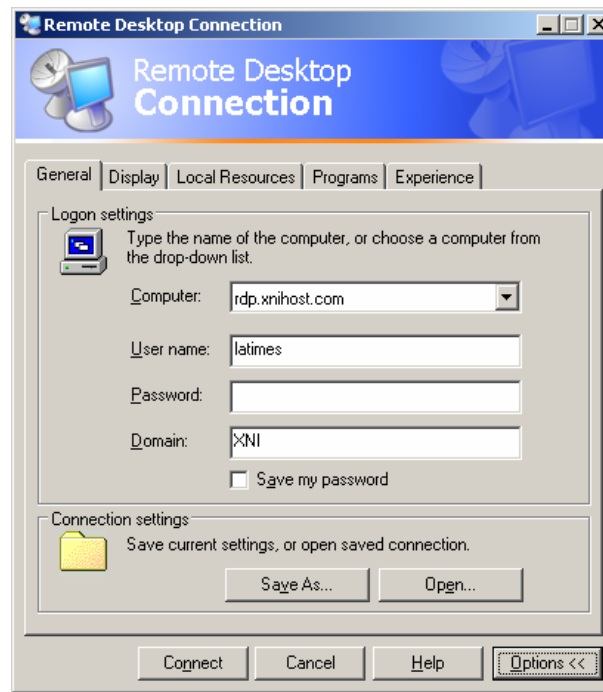 Remote Desktop Connection
Remote Desktop
Connection
General Display Local Resources Programs Experience
Logon settings
Type the name of the computer, or choose a computer from
the drop-down list.
Computer: rdp.xnihost.com
User name: latimes
Password:
Domain: XNI
Save my password
Connection settings
Save current settings, or open saved connection.
Save As... Open...
Connect Cancel Help Options <<